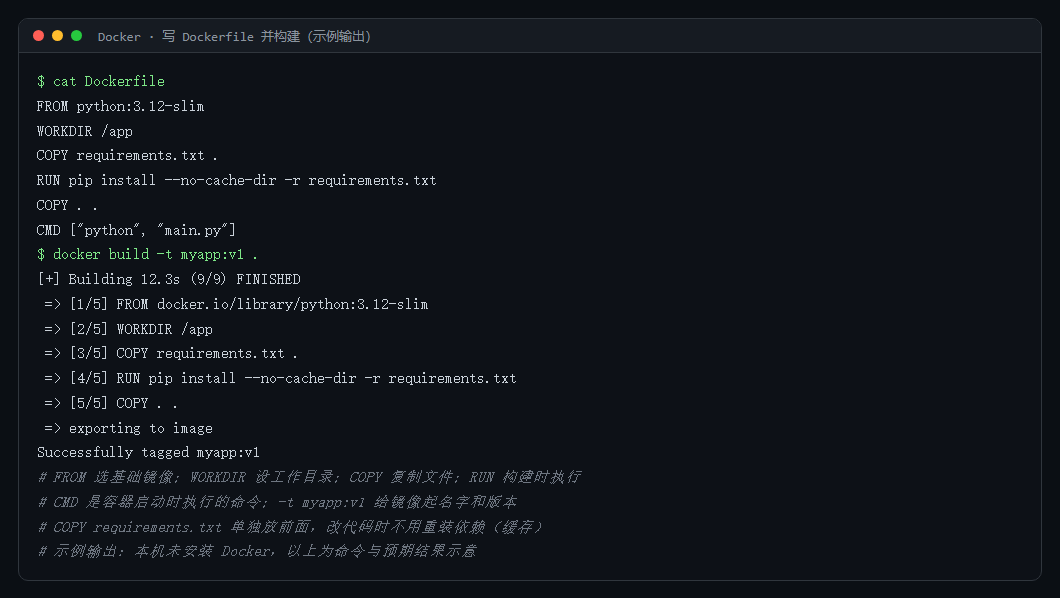 Docker · 写 Dockerfile 并构建（示例输出）
$ cat Dockerfile
FROM python:3.12-slim
WORKDIR /app
COPY requirements.txt .
RUN pip install --no-cache-dir -r requirements.txt
COPY . .
CMD ["python", "main.py"]
$ docker build -t myapp:v1 .
[+] Building 12.3s (9/9) FINISHED
=> [1/5] FROM docker.io/library/python:3.12-slim
=> [2/5] WORKDIR /app
=> [3/5] COPY requirements.txt .
=> [4/5] RUN pip install --no-cache-dir -r requirements.txt
=> [5/5] COPY . .
=> exporting to image
Successfully tagged myapp:v1
# FROM 选基础镜像; WORKDIR 设工作目录; COPY 复制文件; RUN 构建时执行
# CMD 是容器启动时执行的命令; -t myapp:v1 给镜像起名字和版本
# COPY requirements.txt 单独放前面，改代码时不用重装依赖（缓存）
# 示例输出: 本机未安装 Docker，以上为命令与预期结果示意